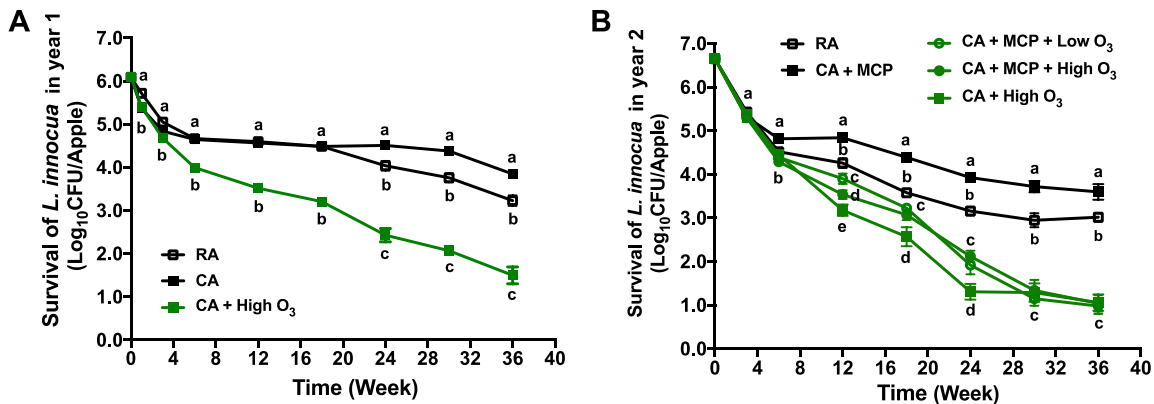 A
Survival of L. innocua in year 1
(Log₁₀CFU/Apple)
7.0
6.0
5.0
4.0
3.0
2.0
1.0
0.0
a
a
a
a
a
a
a
a
b
b
b
b
b
b
b
b
c
c
c
RA
CA
CA + High O₃
0
4
8
12
16
20
24
28
32
36
40
Time (Week)
B
Survival of L. innocua in year 2
(Log₁₀CFU/Apple)
7.0
6.0
5.0
4.0
3.0
2.0
1.0
0.0
RA
CA + MCP
CA + MCP + Low O₃
CA + MCP + High O₃
CA + High O₃
a
a
a
a
a
a
a
b
b
b
b
b
b
c
c
c
d
c
c
e
d
d
0
4
8
12
16
20
24
28
32
36
40
Time (Week)